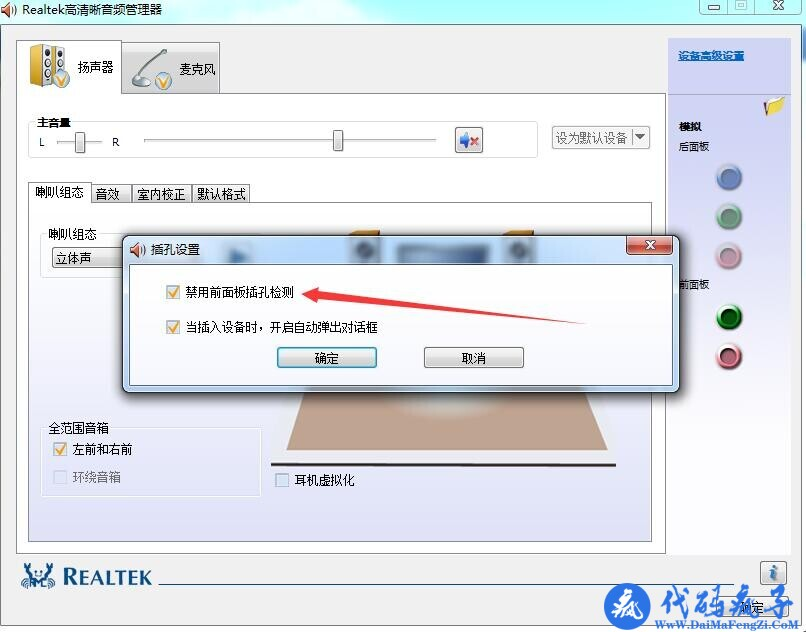 Realtek高清晰音频管理器
扬声器
麦克风
设备高级设置
主音量
L
R
设为默认设备
模拟
后面板
喇叭组态
音效
室内校正
默认格式
喇叭组态
立体声
插孔设置
禁用前面板插孔检测
当插入设备时，开启自动弹出对话框
确定
取消
前面板
全范围音箱
左前和右前
环绕音箱
耳机虚拟化
REALTEK
确定
疯
代码疯子
www.DaiMaFengZi.CoM